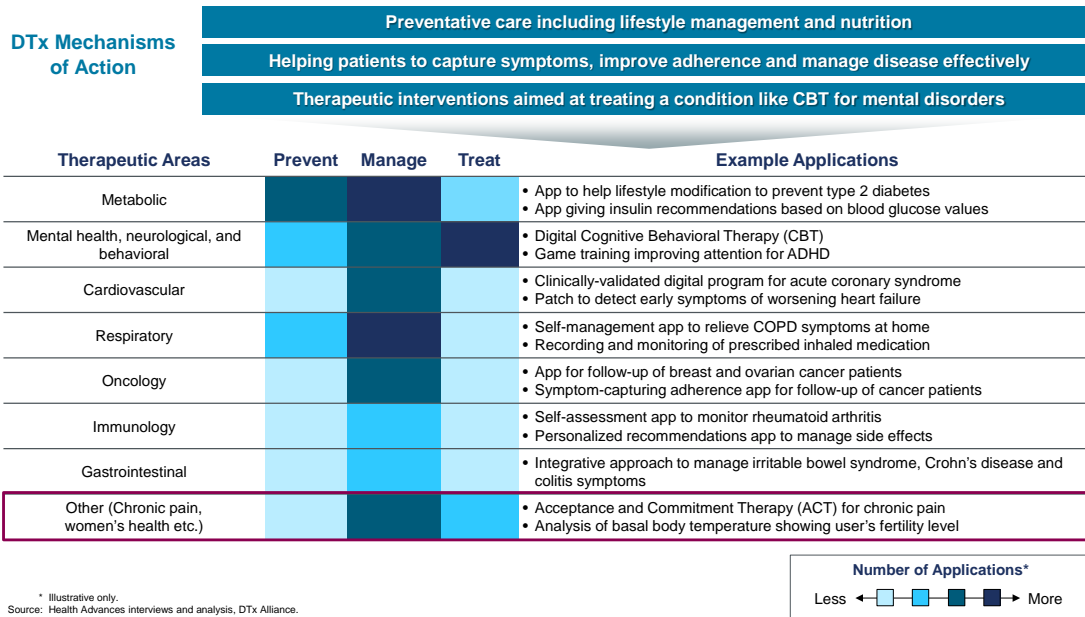 DTx Mechanisms
of Action
Preventative care including lifestyle management and nutrition
Helping patients to capture symptoms, improve adherence and manage disease effectively
Therapeutic interventions aimed at treating a condition like CBT for mental disorders
Therapeutic Areas Prevent Manage Treat Example Applications
Metabolic
• App to help lifestyle modification to prevent type 2 diabetes
• App giving insulin recommendations based on blood glucose values
Mental health, neurological, and
behavioral
• Digital Cognitive Behavioral Therapy (CBT)
• Game training improving attention for ADHD
Cardiovascular
• Clinically-validated digital program for acute coronary syndrome
• Patch to detect early symptoms of worsening heart failure
Respiratory
• Self-management app to relieve COPD symptoms at home
• Recording and monitoring of prescribed inhaled medication
Oncology
• App for follow-up of breast and ovarian cancer patients
• Symptom-capturing adherence app for follow-up of cancer patients
Immunology
• Self-assessment app to monitor rheumatoid arthritis
• Personalized recommendations app to manage side effects
Gastrointestinal
• Integrative approach to manage irritable bowel syndrome, Crohn's disease and
colitis symptoms
Other (Chronic pain,
women's health etc.)
• Acceptance and Commitment Therapy (ACT) for chronic pain
• Analysis of basal body temperature showing user's fertility level
Number of Applications*
Less More
* Illustrative only.
Source: Health Advances interviews and analysis, DTx Alliance.